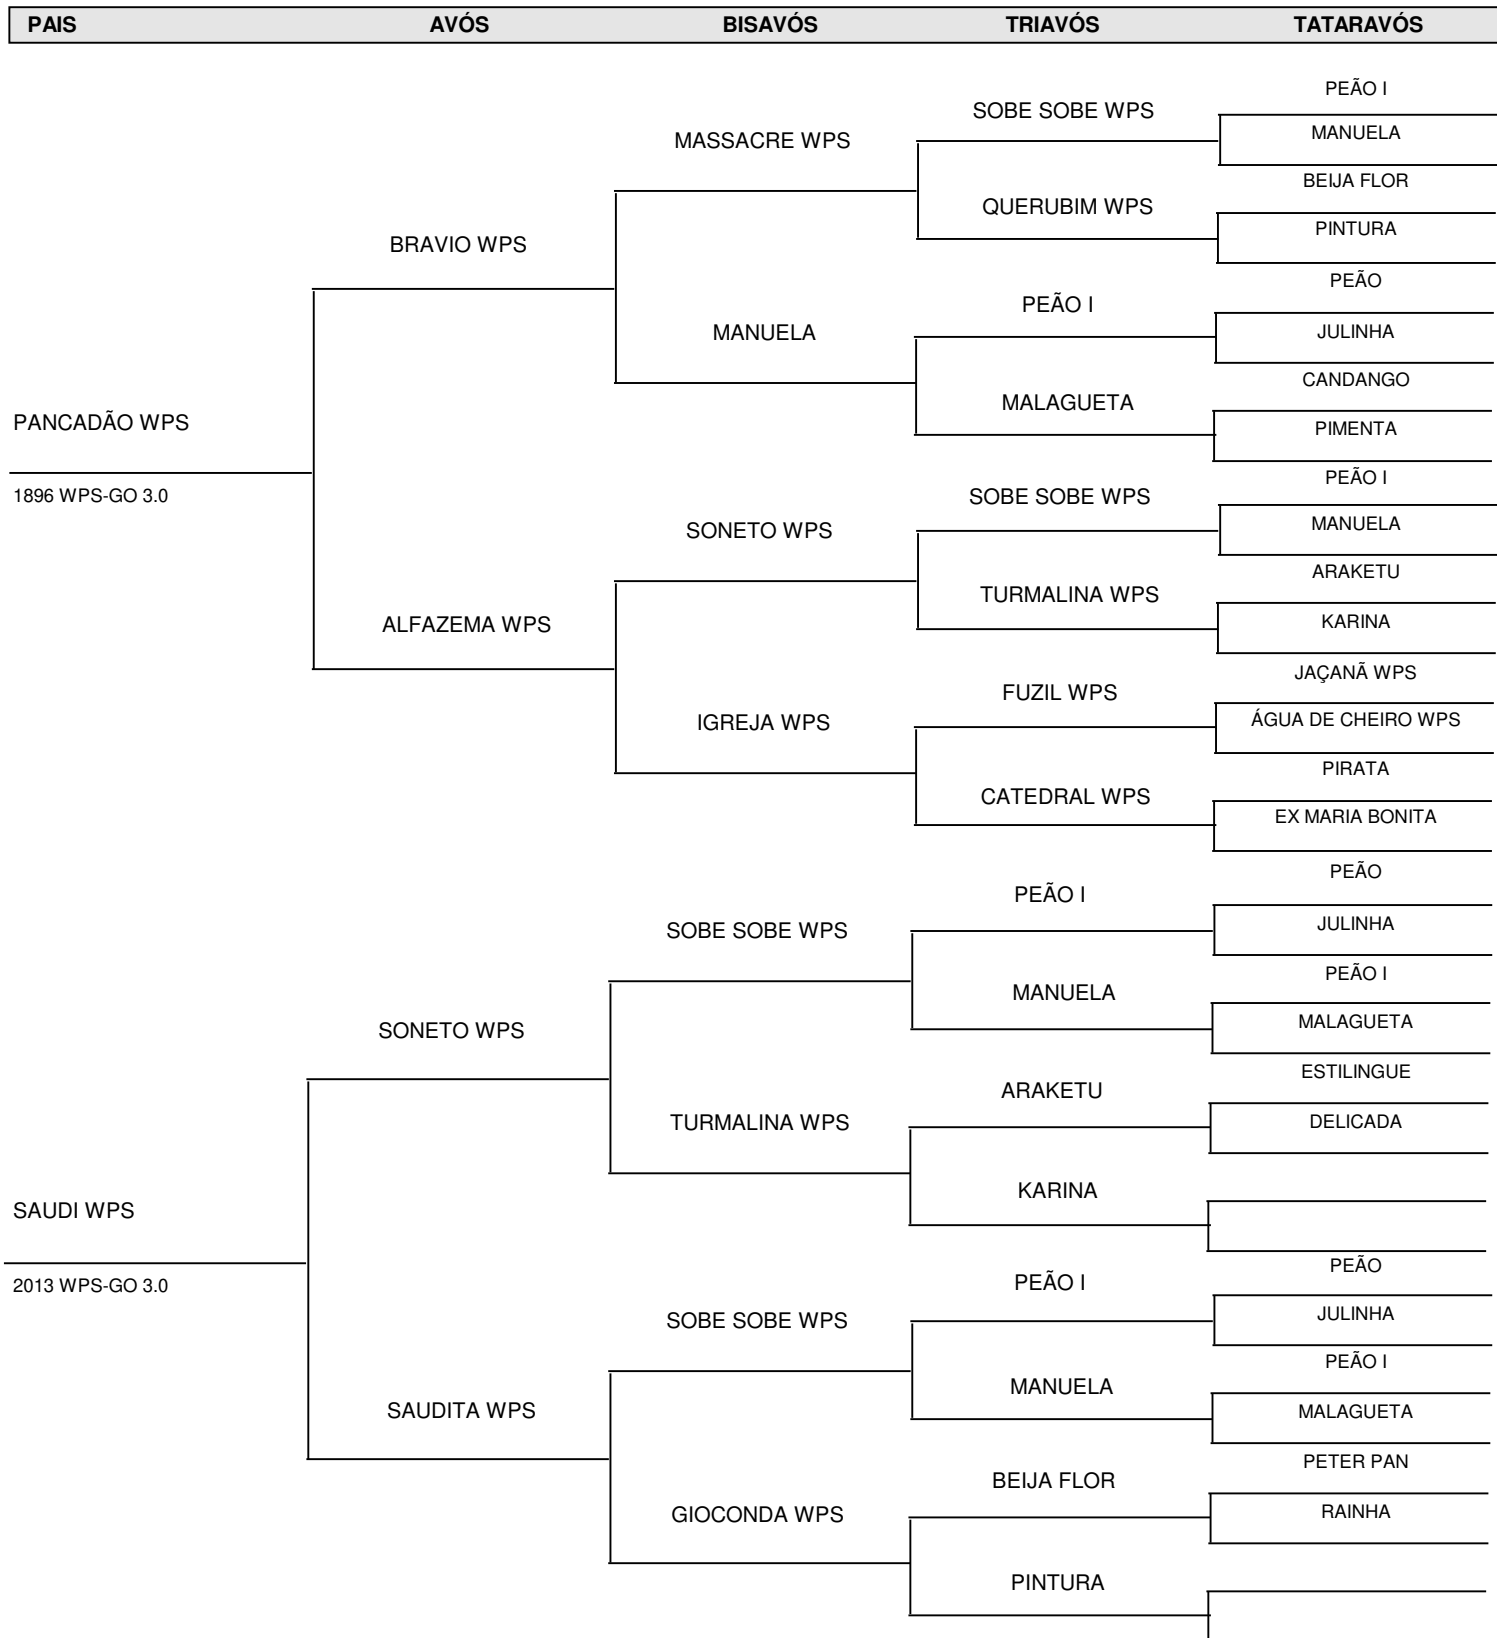 PAIS AVÓS BISAVÓS TRIAVÓS TATARAVÓS
PEÃO I
SOBE SOBE WPS
MANUELA
MASSACRE WPS
BEIJA FLOR
QUERUBIM WPS
PINTURA
BRAVIO WPS
PEÃO
PEÃO I
JULINHA
MANUELA
CANDANGO
MALAGUETA
PIMENTA
PANCADÃO WPS
1896 WPS-GO 3.0
PEÃO I
SOBE SOBE WPS
MANUELA
SONETO WPS
ARAKETU
TURMALINA WPS
KARINA
ALFAZEMA WPS
JAÇANÃ WPS
FUZIL WPS
ÁGUA DE CHEIRO WPS
IGREJA WPS
PIRATA
CATEDRAL WPS
EX MARIA BONITA
PEÃO
PEÃO I
JULINHA
SOBE SOBE WPS
PEÃO I
MANUELA
MALAGUETA
SONETO WPS
ESTILINGUE
ARAKETU
DELICADA
TURMALINA WPS
KARINA
SAUDI WPS
2013 WPS-GO 3.0
PEÃO
PEÃO I
JULINHA
SOBE SOBE WPS
PEÃO I
MANUELA
MALAGUETA
SAUDITA WPS
PETER PAN
BEIJA FLOR
RAINHA
GIOCONDA WPS
PINTURA